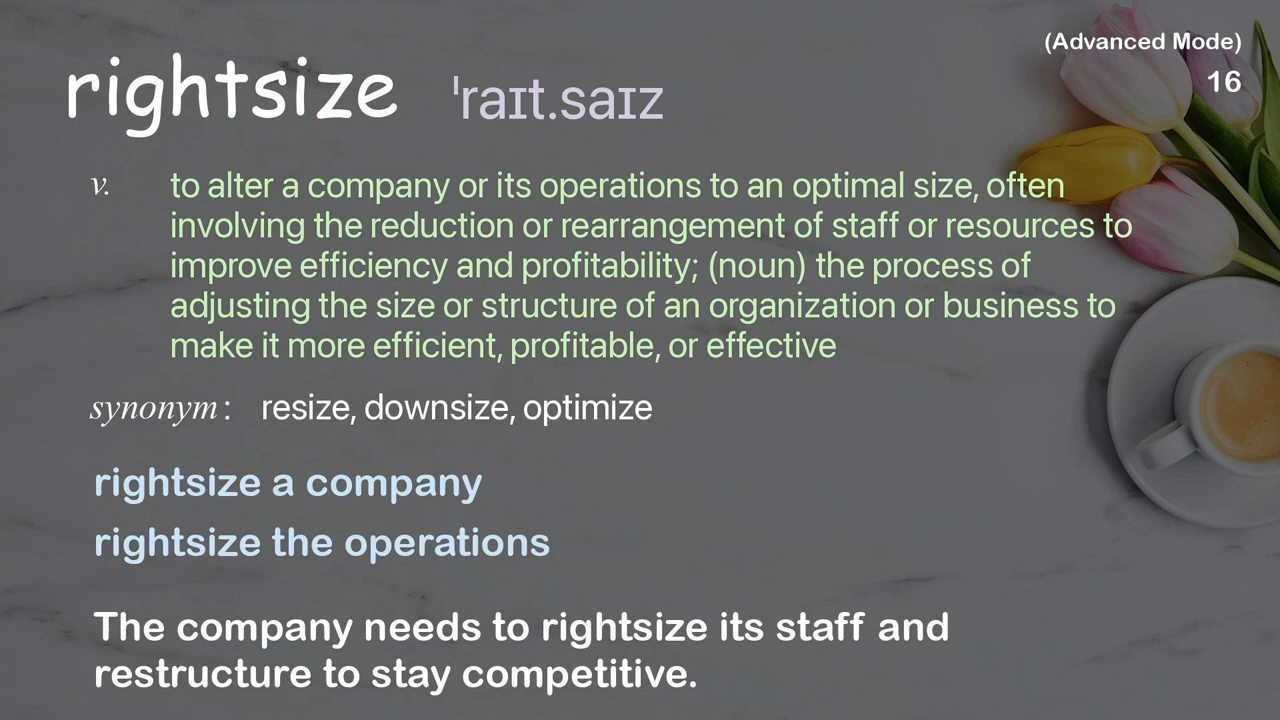 (Advanced Mode)
16
rightsize ˈraɪt.saɪz
v. to alter a company or its operations to an optimal size, often
involving the reduction or rearrangement of staff or resources to
improve efficiency and profitability; (noun) the process of
adjusting the size or structure of an organization or business to
make it more efficient, profitable, or effective
synonym: resize, downsize, optimize
rightsize a company
rightsize the operations
The company needs to rightsize its staff and
restructure to stay competitive.